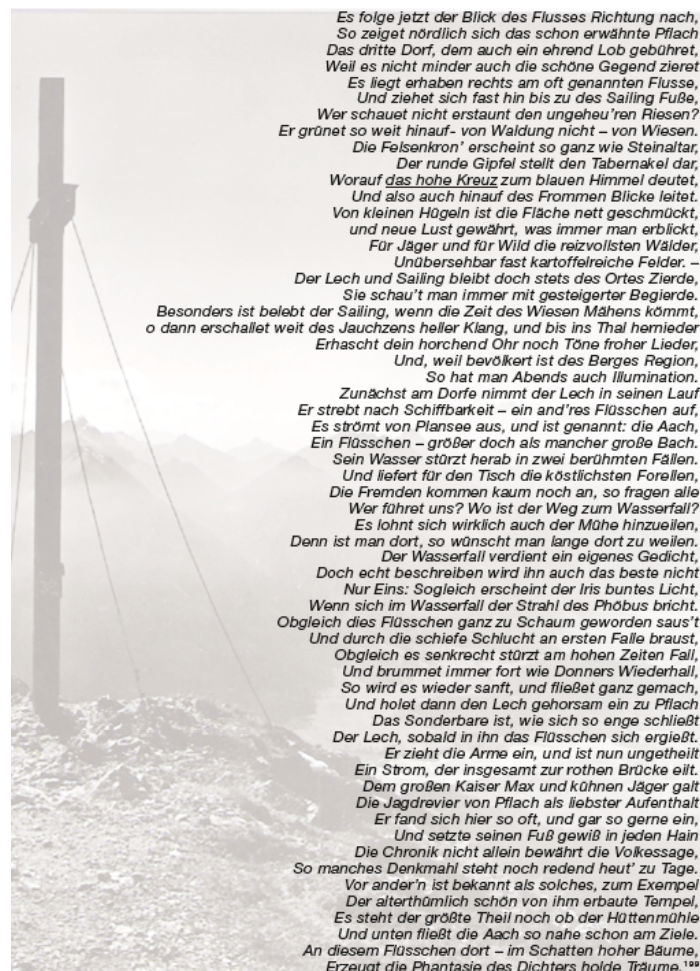 Es folge jetzt der Blick des Flusses Richtung nach,
So zeiget nördlich sich das schon erwähnte Pflach
Das dritte Dorf, dem auch ein ehrend Lob gebühret,
Weil es nicht minder auch die schöne Gegend zieret
Es liegt erhaben rechts am oft genannten Flusse,
Und ziehet sich fast hin bis zu des Sailing Fuße,
Wer schauet nicht erstaunt den ungeheu'ren Riesen?
Er grünet so weit hinauf- von Waldung nicht – von Wiesen.
Die Felsenkron' erscheint so ganz wie Steinaltar,
Der runde Gipfel stellt den Tabernakel dar,
Worauf das hohe Kreuz zum blauen Himmel deutet,
Und also auch hinauf des Frommen Blicke leitet.
Von kleinen Hügeln ist die Fläche nett geschmückt,
und neue Lust gewährt, was immer man erblickt,
Für Jäger und für Wild die reizvollsten Wälder,
Unübersehbar fast kartoffelreiche Felder. –
Der Lech und Sailing bleibt doch stets des Ortes Zierde,
Sie schau't man immer mit gesteigerter Begierde.
Besonders ist belebt der Sailing, wenn die Zeit des Wiesen Mähens kömmt,
o dann erschallet weit des Jauchzens heller Klang, und bis ins Thal hernieder
Erhascht dein horchend Ohr noch Töne froher Lieder,
Und, weil bevölkert ist des Berges Region,
So hat man Abends auch Illumination.
Zunächst am Dorfe nimmt der Lech in seinen Lauf
Er strebt nach Schiffbarkeit – ein and'res Flüsschen auf,
Es strömt von Plansee aus, und ist genannt: die Aach,
Ein Flüsschen – größer doch als mancher große Bach.
Sein Wasser stürzt herab in zwei berühmten Fällen.
Und liefert für den Tisch die köstlichsten Forellen,
Die Fremden kommen kaum noch an, so fragen alle
Wer führet uns? Wo ist der Weg zum Wasserfall?
Es lohnt sich wirklich auch der Mühe hinzueilen,
Denn ist man dort, so wünscht man lange dort zu weilen.
Der Wasserfall verdient ein eigenes Gedicht,
Doch echt beschreiben wird ihn auch das beste nicht
Nur Eins: Sogleich erscheint der Iris buntes Licht,
Wenn sich im Wasserfall der Strahl des Phöbus bricht.
Obgleich dies Flüsschen ganz zu Schaum geworden saus't
Und durch die schiefe Schlucht an ersten Falle braust,
Obgleich es senkrecht stürzt am hohen Zeiten Fall,
Und brummet immer fort wie Donners Wiederhall,
So wird es wieder sanft, und fließet ganz gemach,
Und holet dann den Lech gehorsam ein zu Pflach
Das Sonderbare ist, wie sich so enge schließt
Der Lech, sobald in ihn das Flüsschen sich ergießt.
Er zieht die Arme ein, und ist nun ungetheilt
Ein Strom, der insgesamt zur rothen Brücke eilt.
Dem großen Kaiser Max und kühnen Jäger galt
Die Jagdrevier von Pflach als liebster Aufenthalt
Er fand sich hier so oft, und gar so gerne ein,
Und setzte seinen Fuß gewiß in jeden Hain
Die Chronik nicht allein bewährt die Volkessage,
So manches Denkmahl steht noch redend heut' zu Tage.
Vor ander'n ist bekannt als solches, zum Exempel
Der alterthümlich schön von ihm erbaute Tempel,
Es steht der größte Theil noch ob der Hüttenmühle
Und unten fließt die Aach so nahe schon am Ziele.
An diesem Flüsschen dort – im Schatten hoher Bäume,
Erzeugt die Phantasie des Dichters holde Träume.¹⁹⁹